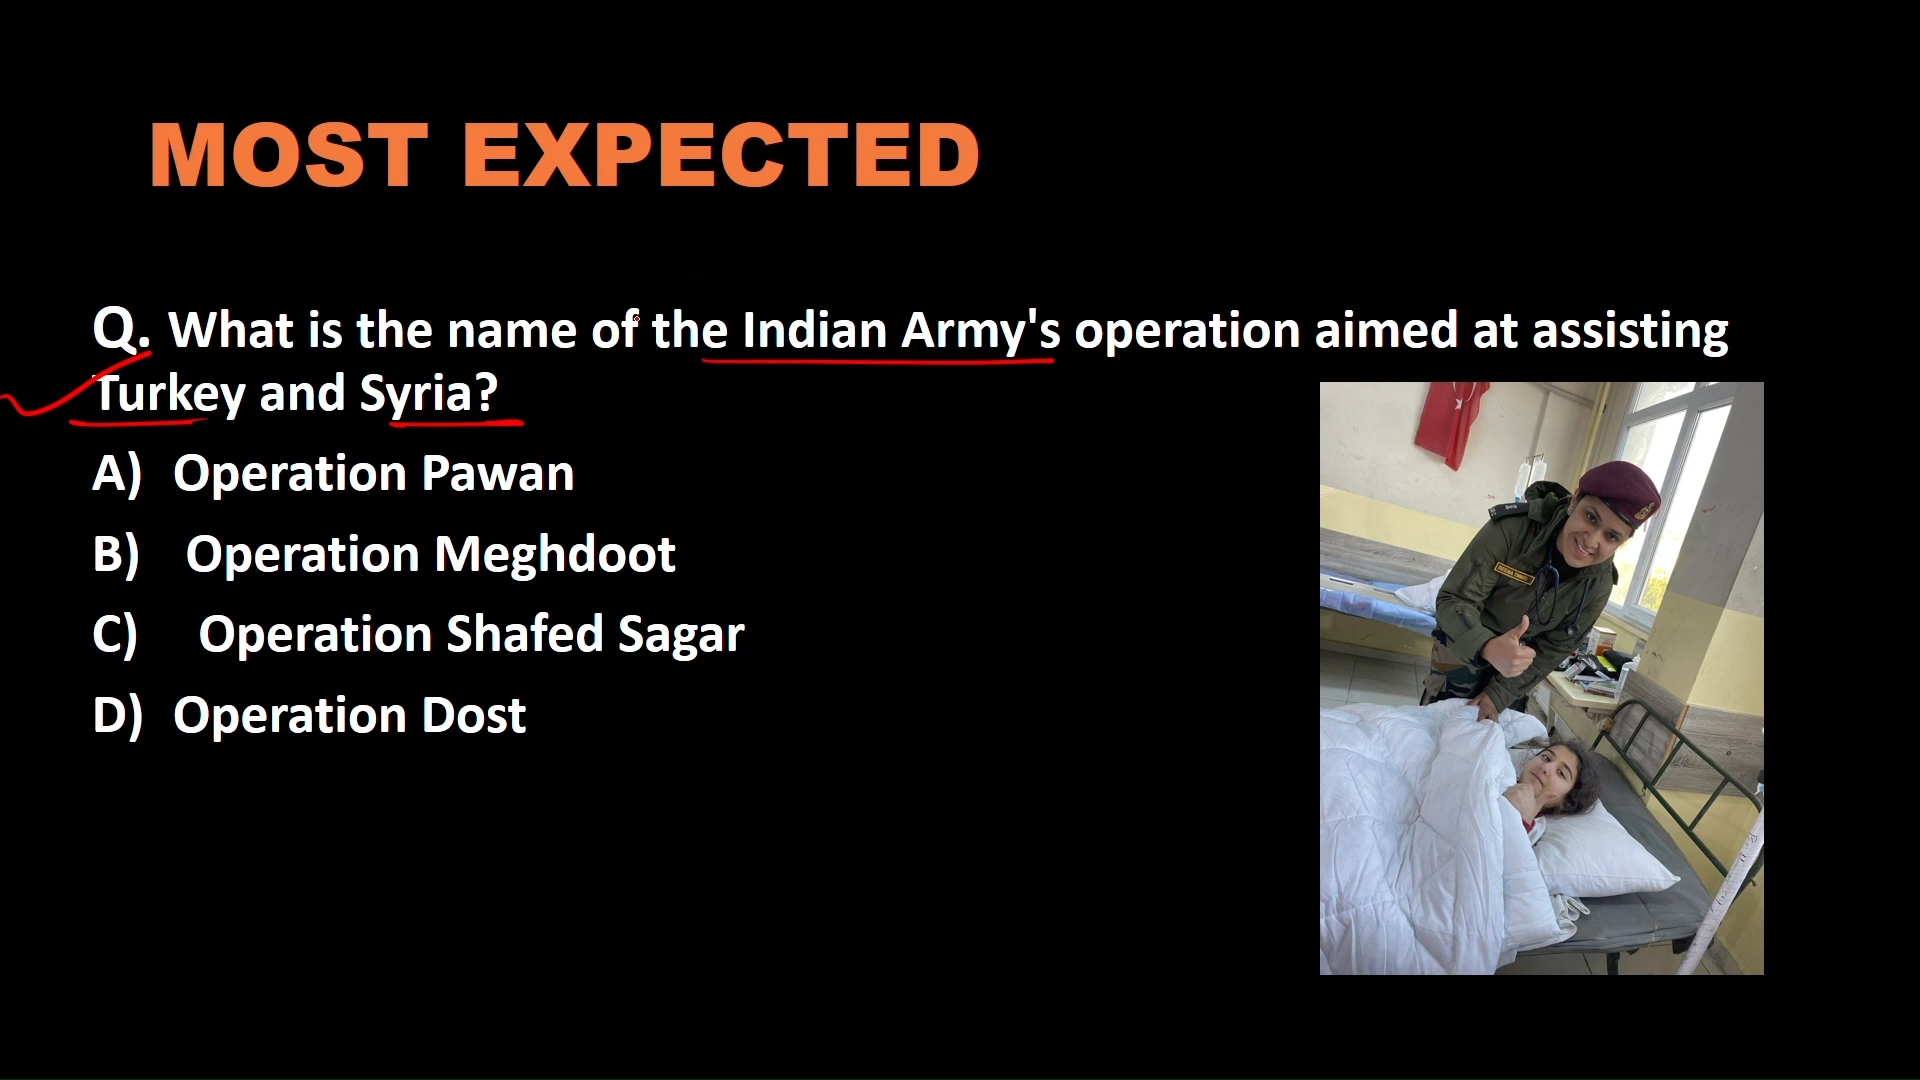 MOST EXPECTED
Q. What is the name of the Indian Army's operation aimed at assisting
Turkey and Syria?
A) Operation Pawan
B) Operation Meghdoot
C) Operation Shafed Sagar
D) Operation Dost